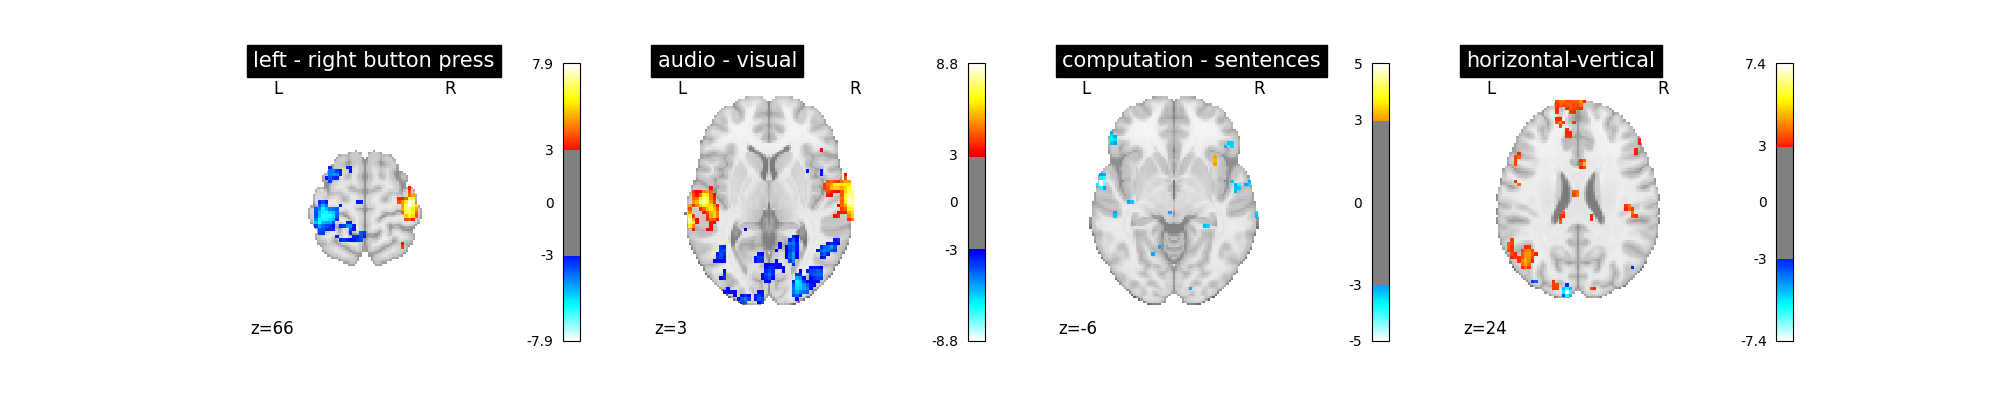 left - right button press
L R
7.9
3
0
-3
-7.9
z=66
audio - visual
L R
8.8
3
0
-3
-8.8
z=3
computation - sentences
L R
5
3
0
-3
-5
z=-6
horizontal-vertical
L R
7.4
3
0
-3
-7.4
z=24